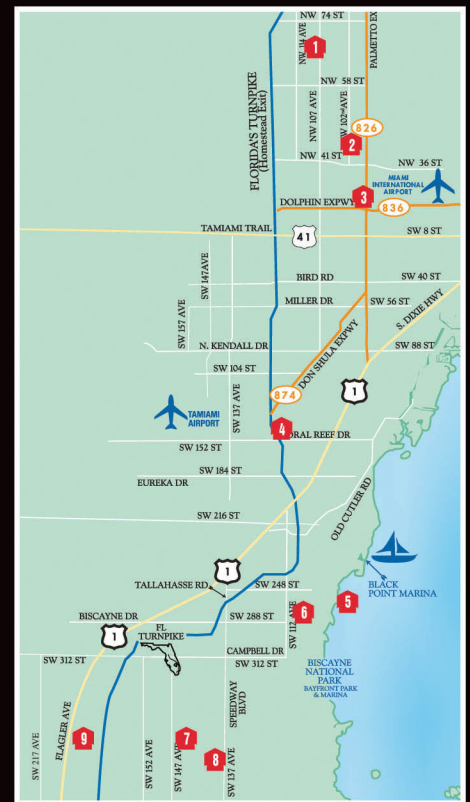 NW 74 ST
NW 114 AVE
1
PALMETTO EX
NW 58 ST
FLORIDA'S TURNPIKE
(Homestead Exit)
NW 107 AVE
NW 102nd AVE
826
2
NW 41 ST
NW 36 ST
MIAMI
INTERNATIONAL
AIRPORT
3
DOLPHIN EXPWY
836
TAMIAMI TRAIL
41
SW 8 ST
SW 147AVE
BIRD RD
SW 40 ST
SW 157 AVE
MILLER DR
SW 56 ST
S. DIXIE HWY
N. KENDALL DR
SW 88 ST
SW 104 ST
DON SHULA EXPWY
874
1
SW 137 AVE
TAMIAMI
AIRPORT
4
ORAL REEF DR
SW 152 ST
SW 184 ST
EUREKA DR
OLD CUTLER RD
SW 216 ST
1
TALLAHASSE RD
SW 248 ST
BLACK
POINT MARINA
5
6
SW 112 AVE
BISCAYNE DR
SW 288 ST
1
FL
TURNPIKE
CAMPBELL DR
SW 312 ST
SW 312 ST
BISCAYNE
NATIONAL
PARK
BAYFRONT PARK
& MARINA
SPEEDWAY
BLVD
FLAGLER AVE
9
7
8
SW 217 AVE
SW 152 AVE
SW 147 AVE
SW 137 AVE